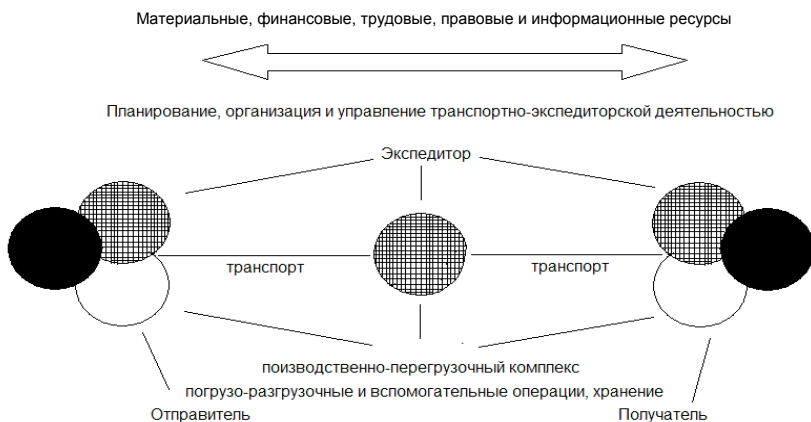 Материальные, финансовые, трудовые, правовые и информационные ресурсы
Планирование, организация и управление транспортно-экспедиторской деятельностью
Экспедитор
транспорт
транспорт
поизводственно-перегрузочный комплекс
погрузо-разгрузочные и вспомогательные операции, хранение
Отправитель
Получатель